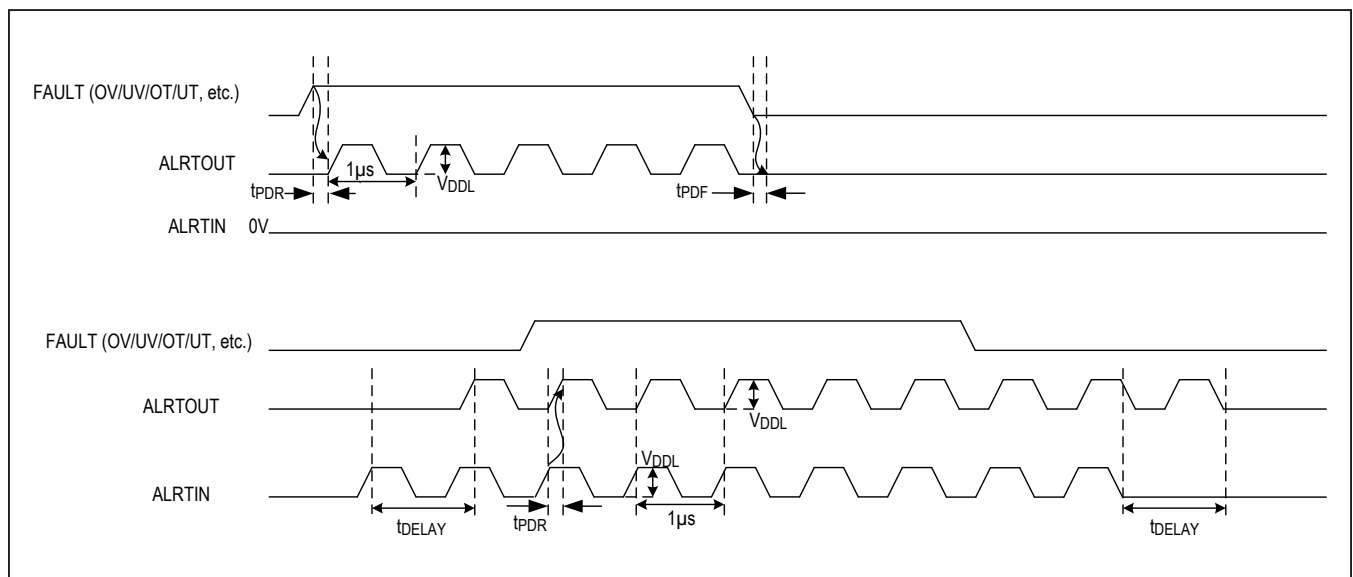 FAULT (OV/UV/OT/UT, etc.)
ALRTOUT
1µs
VDDL
tPDR
tPDF
ALRTIN 0V
FAULT (OV/UV/OT/UT, etc.)
ALRTOUT
VDDL
VDDL
ALRTIN
tDELAY
tPDR
1µs
tDELAY